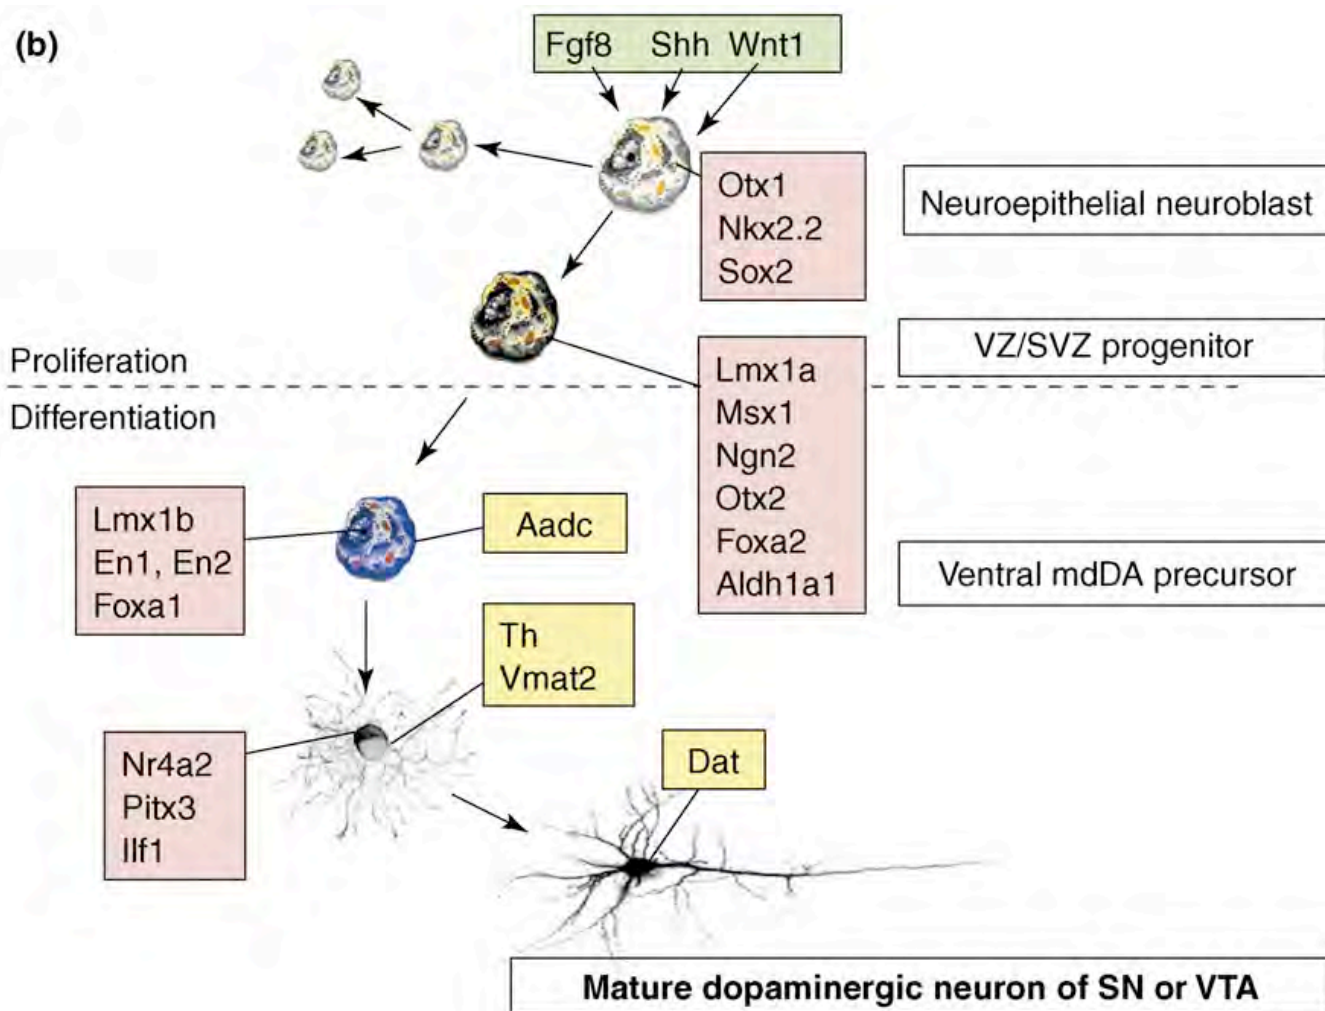 (b)
Fgf8 Shh Wnt1
Otx1
Nkx2.2
Sox2
Neuroepithelial neuroblast
VZ/SVZ progenitor
Proliferation
Differentiation
Lmx1a
Msx1
Ngn2
Otx2
Foxa2
Aldh1a1
Lmx1b
En1, En2
Foxa1
Aadc
Ventral mdDA precursor
Th
Vmat2
Nr4a2
Pitx3
Ilf1
Dat
Mature dopaminergic neuron of SN or VTA